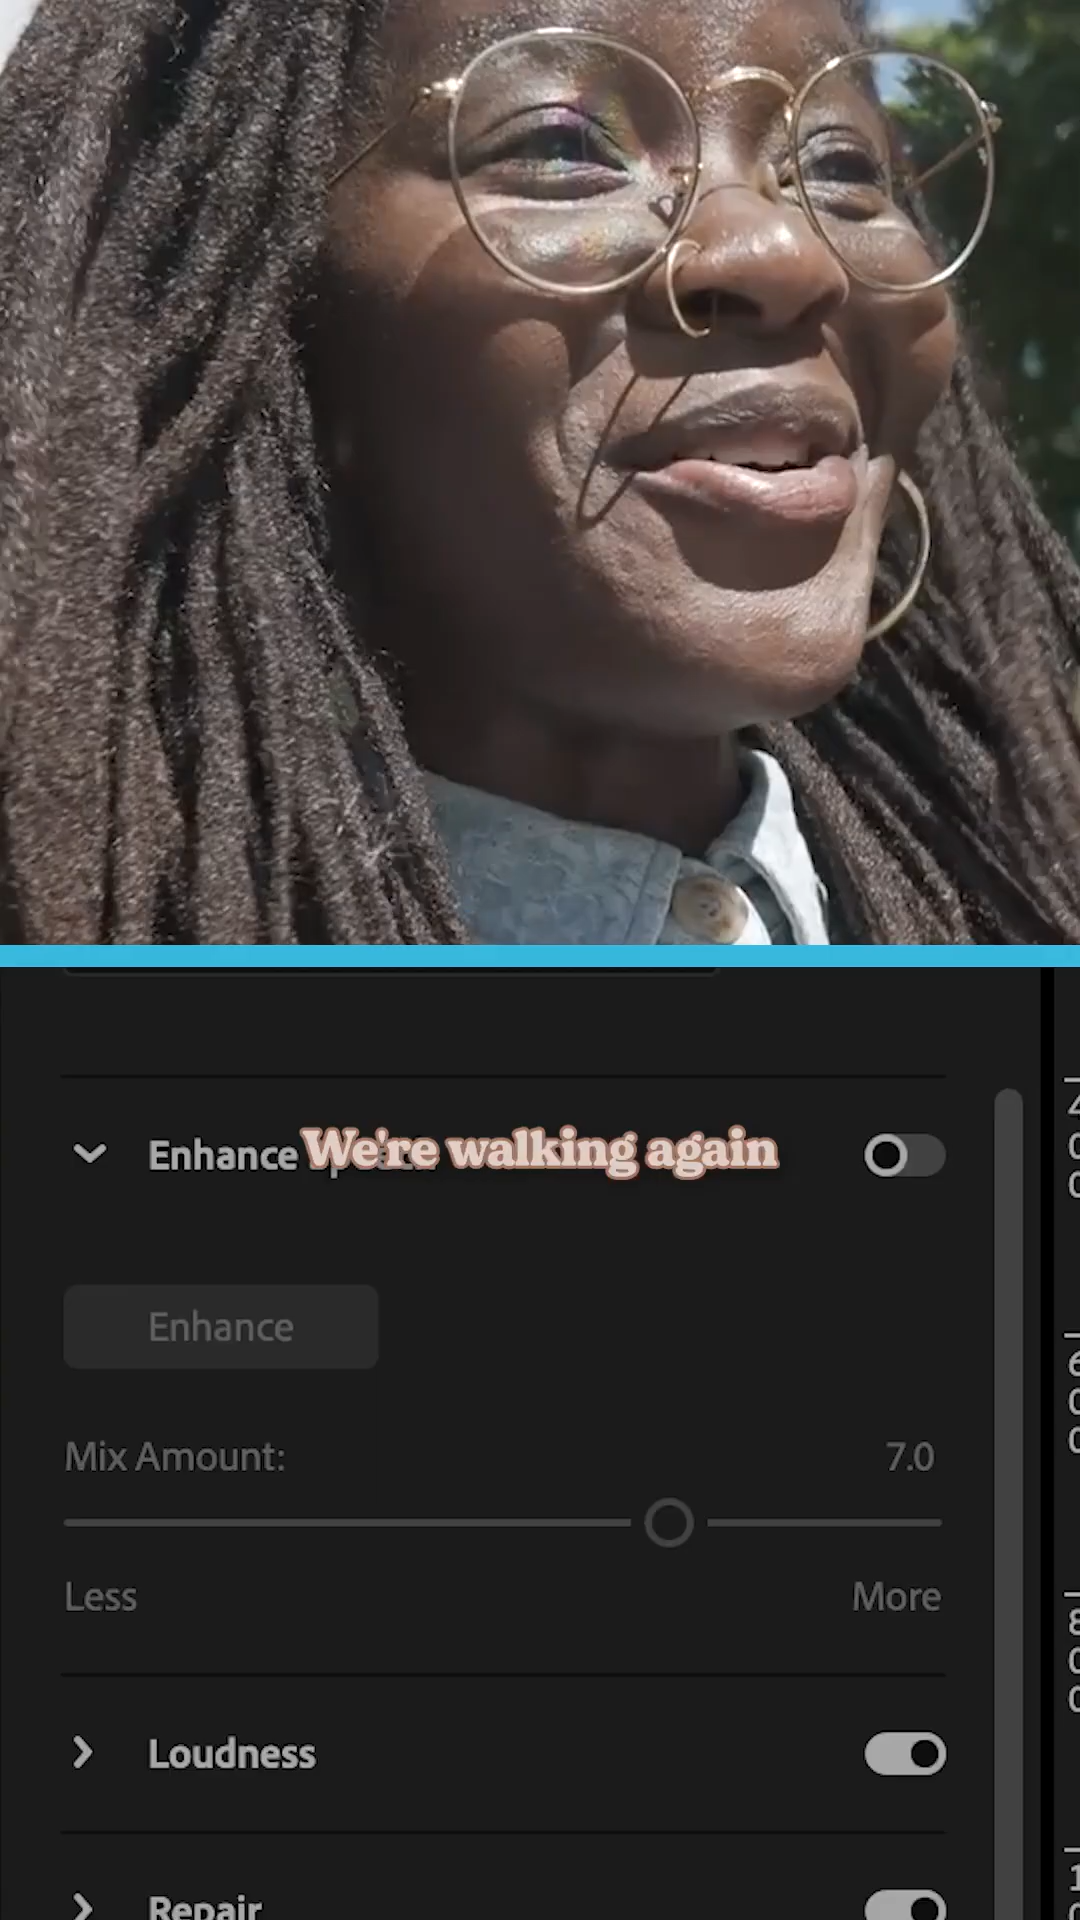 Enhance
We're walking again
Enhance
Mix Amount:
7.0
Less
More
Loudness
Repair